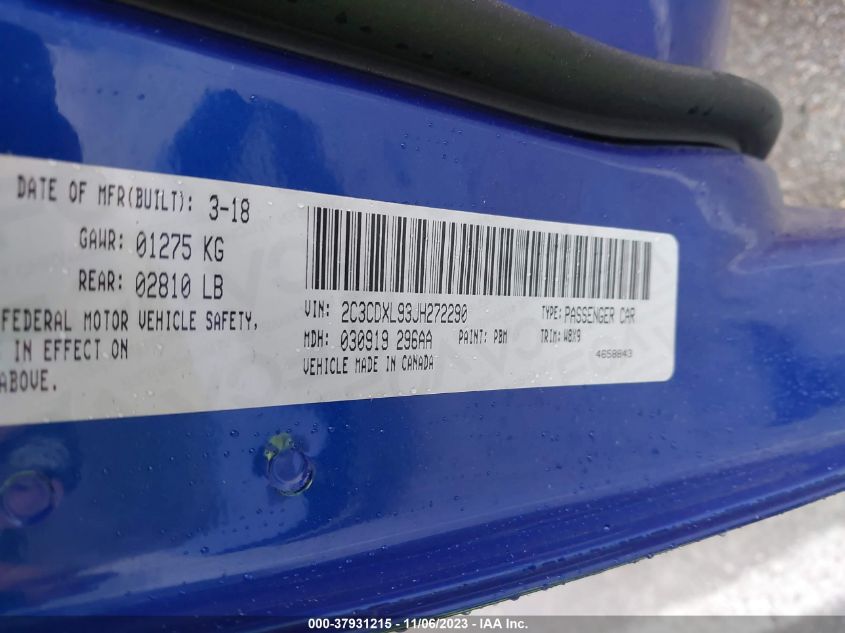 DATE OF MFR(BUILT): 3-18
GAWR: 01275 KG
REAR: 02810 LB
FEDERAL MOTOR VEHICLE SAFETY,
IN EFFECT ON
ABOVE.
VIN: 2C3CDXL93JH272290 TYPE: PASSENGER CAR
MDH: 030919 296AA PAINT: PBM TRIM: W8X9
VEHICLE MADE IN CANADA
4658843
000-37931215 - 11/06/2023 - IAA Inc.